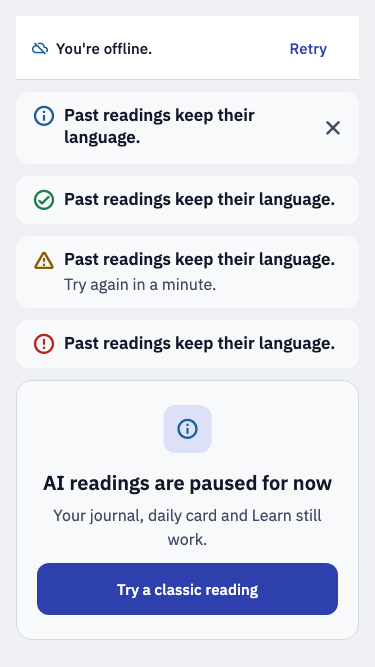 You're offline.
Retry
Past readings keep their
language.
Past readings keep their language.
Past readings keep their language.
Try again in a minute.
Past readings keep their language.
AI readings are paused for now
Your journal, daily card and Learn still
work.
Try a classic reading